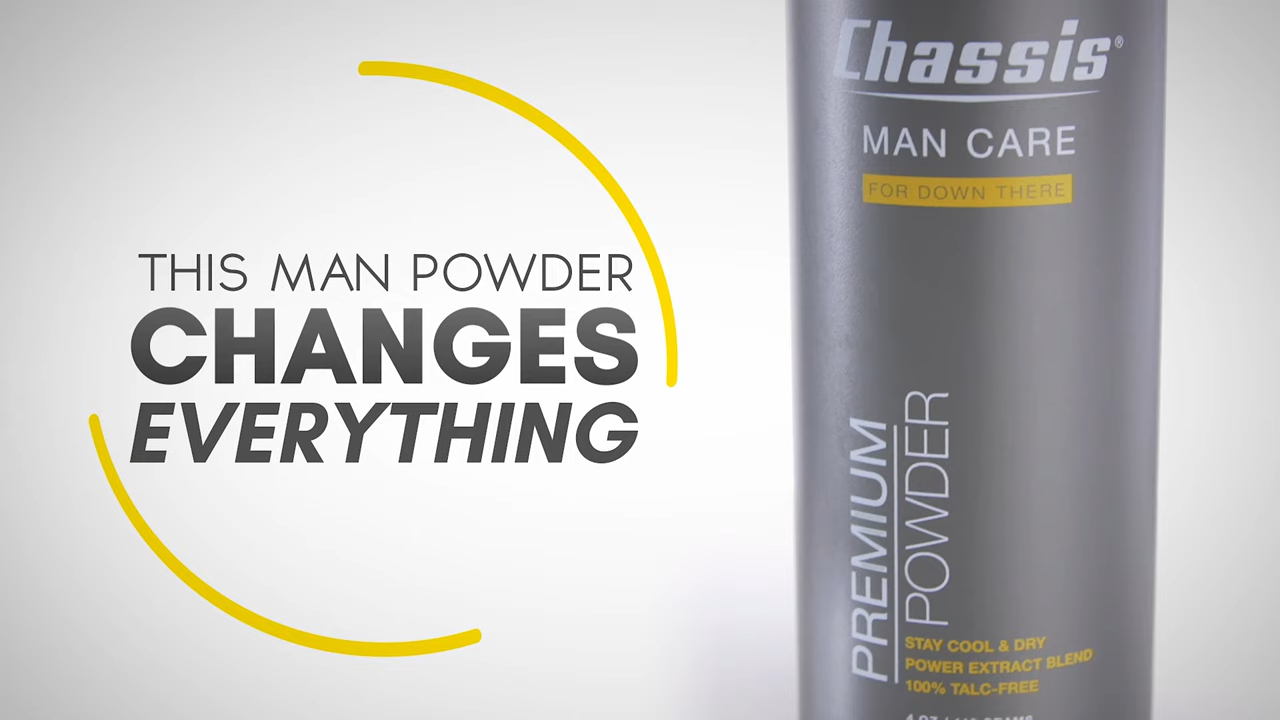 THIS MAN POWDER
CHANGES
EVERYTHING
Chassis®
MAN CARE
FOR DOWN THERE
PREMIUM
POWDER
STAY COOL & DRY
POWER EXTRACT BLEND
100% TALC-FREE